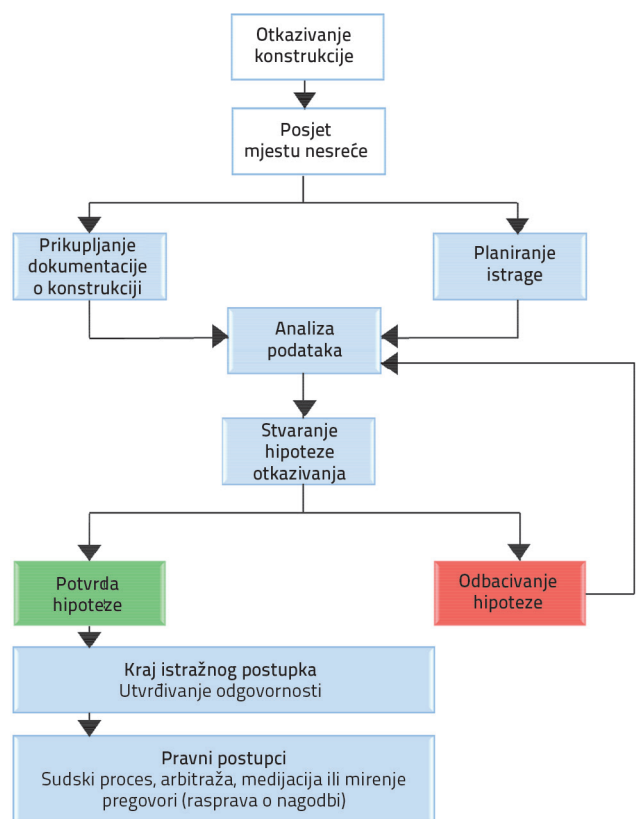 Otkazivanje
konstrukcije
Posjet
mjestu nesreće
Prikupljanje
dokumentacije
o konstrukciji
Planiranje
istrage
Analiza
podataka
Stvaranje
hipoteze
otkazivanja
Potvrda
hipoteze
Odbacivanje
hipoteze
Kraj istražnog postupka
Utvrđivanje odgovornosti
Pravni postupci
Sudski proces, arbitraža, medijacija ili mirenje
pregovori (rasprava o nagodbi)